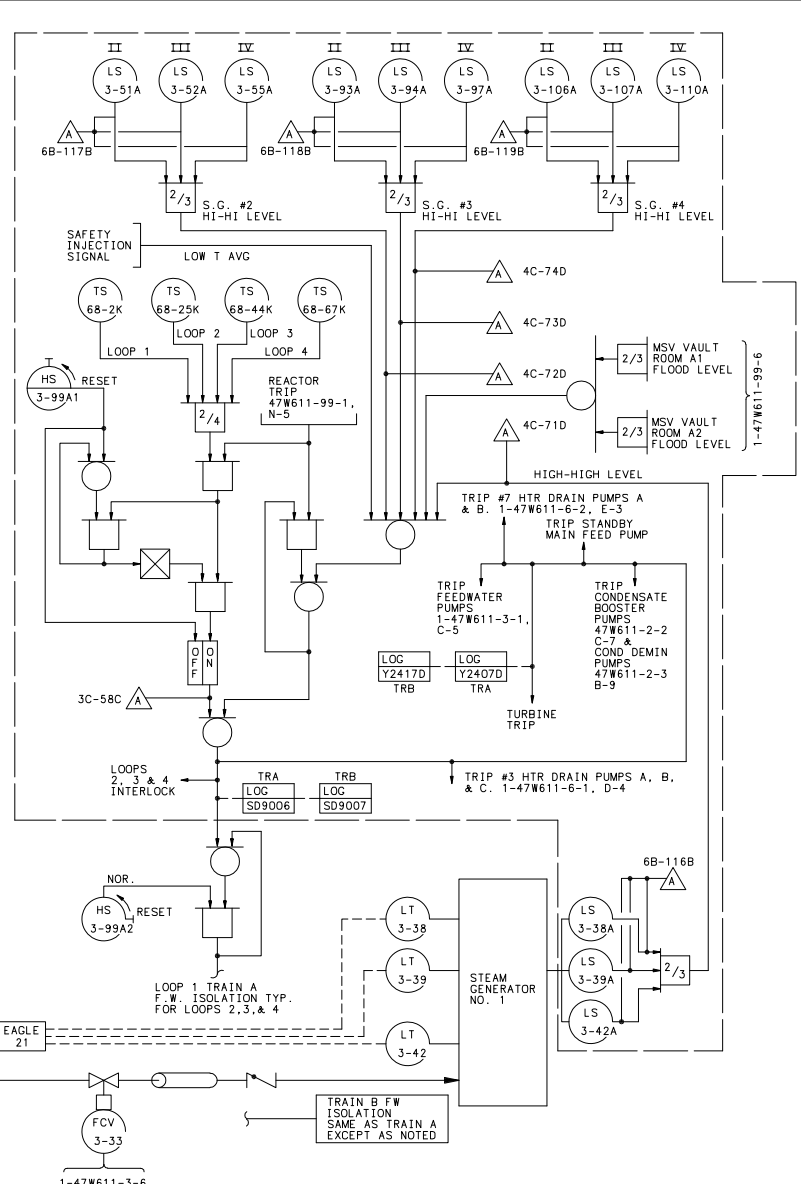 II III IV II III IV II III IV
LS 3-51A
LS 3-52A
LS 3-55A
LS 3-93A
LS 3-94A
LS 3-97A
LS 3-106A
LS 3-107A
LS 3-110A
A 6B-117B
A 6B-118B
A 6B-119B
2/3
S.G. #2
HI-HI LEVEL
2/3
S.G. #3
HI-HI LEVEL
2/3
S.G. #4
HI-HI LEVEL
SAFETY
INJECTION
SIGNAL
LOW T AVG
TS 68-2K
TS 68-25K
TS 68-44K
TS 68-67K
LOOP 1
LOOP 2
LOOP 3
LOOP 4
A 4C-74D
A 4C-73D
A 4C-72D
A 4C-71D
HS 3-99A1
RESET
2/4
REACTOR
TRIP
47W611-99-1,
N-5
2/3
MSV VAULT
ROOM A1
FLOOD LEVEL
2/3
MSV VAULT
ROOM A2
FLOOD LEVEL
1-47W611-99-6
HIGH-HIGH LEVEL
TRIP #7 HTR DRAIN PUMPS A
& B. 1-47W611-6-2, E-3
TRIP STANDBY
MAIN FEED PUMP
TRIP
FEEDWATER
PUMPS
1-47W611-3-1,
C-5
TRIP
CONDENSATE
BOOSTER
PUMPS
47W611-2-2
C-7 &
COND DEMIN
PUMPS
47W611-2-3
B-9
OFF
ON
LOG
Y2417D
TRB
LOG
Y2407D
TRA
3C-58C A
TURBINE
TRIP
LOOPS
2, 3 & 4
INTERLOCK
TRA
LOG
SD9006
TRB
LOG
SD9007
TRIP #3 HTR DRAIN PUMPS A, B,
& C. 1-47W611-6-1, D-4
NOR.
HS 3-99A2
RESET
LOOP 1 TRAIN A
F.W. ISOLATION TYP.
FOR LOOPS 2,3,& 4
LT 3-38
LT 3-39
LT 3-42
STEAM
GENERATOR
NO. 1
LS 3-38A
LS 3-39A
LS 3-42A
6B-116B
A
2/3
EAGLE
21
TRAIN B FW
ISOLATION
SAME AS TRAIN A
EXCEPT AS NOTED
FCV
3-33
1-47W611-3-6